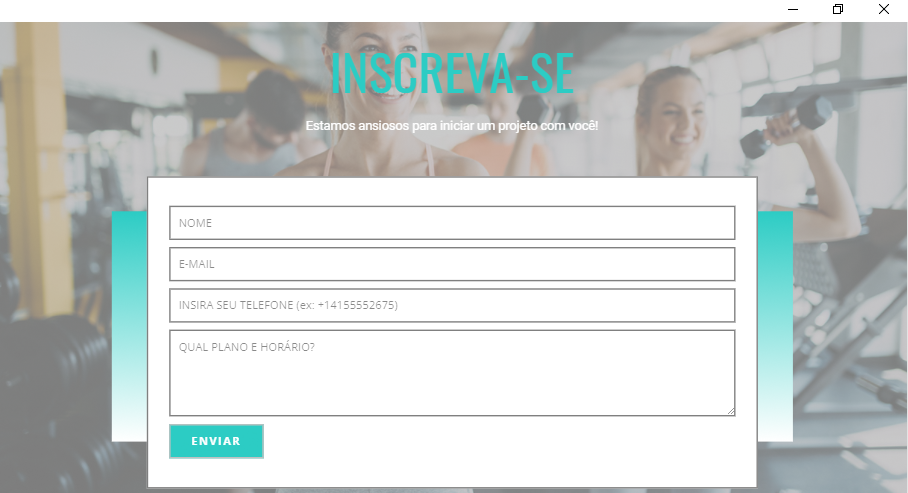 INSCREVA-SE
Estamos ansiosos para iniciar um projeto com você!
NOME
E-MAIL
INSIRA SEU TELEFONE (ex: +14155552675)
QUAL PLANO E HORÁRIO?
ENVIAR